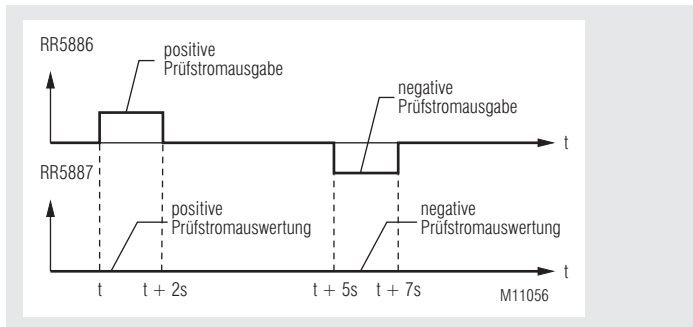 RR5886
positive
Prüfstromausgabe
negative
Prüfstromausgabe
t
RR5887
positive
Prüfstromauswertung
negative
Prüfstromauswertung
t
t t + 2s t + 5s t + 7s
M11056